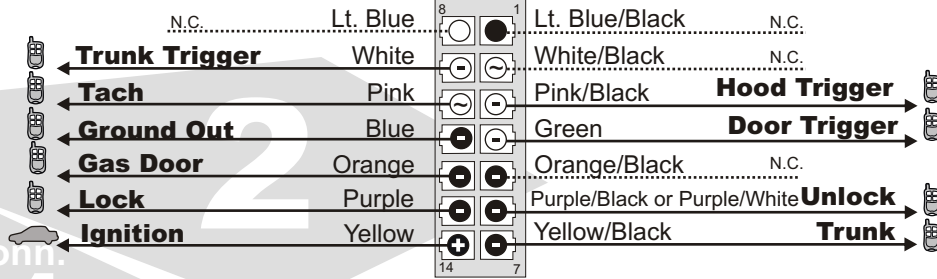 8 1
N.C. Lt. Blue Lt. Blue/Black N.C.
Trunk Trigger White White/Black N.C.
Tach Pink Pink/Black Hood Trigger
Ground Out Blue Green Door Trigger
Gas Door Orange Orange/Black N.C.
Lock Purple Purple/Black or Purple/White Unlock
Ignition Yellow Yellow/Black Trunk
14 7
2